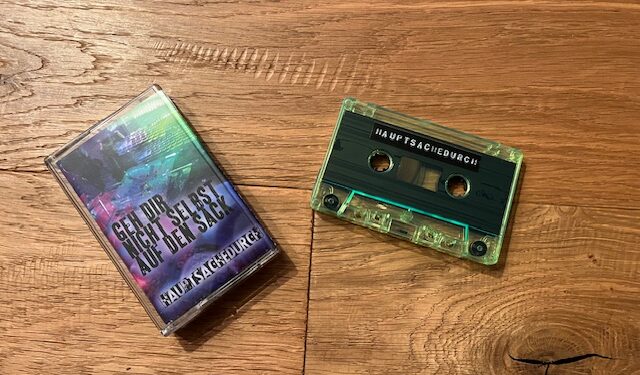 GEH DIR
NICHT SELBST
AUF DEN SACK
HAUPTSACHEDURCH
HAUPTSACHEDURCH